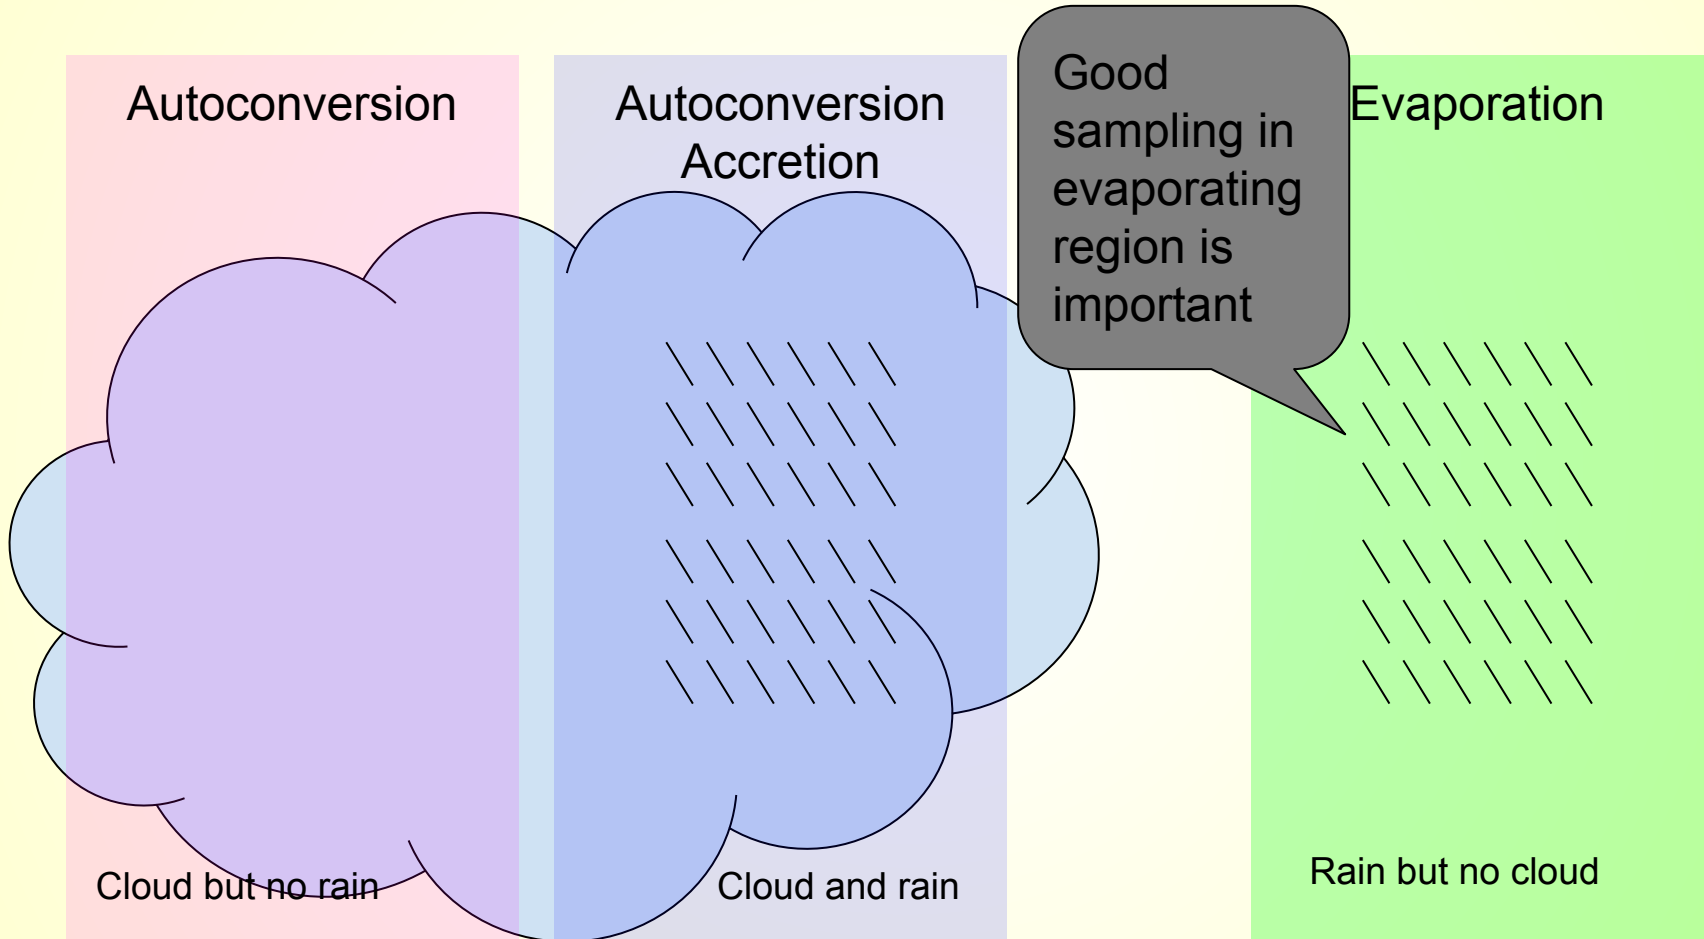 Autoconversion
Autoconversion
Accretion
Good
sampling in
evaporating
region is
important
Evaporation
Cloud but no rain
Cloud and rain
Rain but no cloud